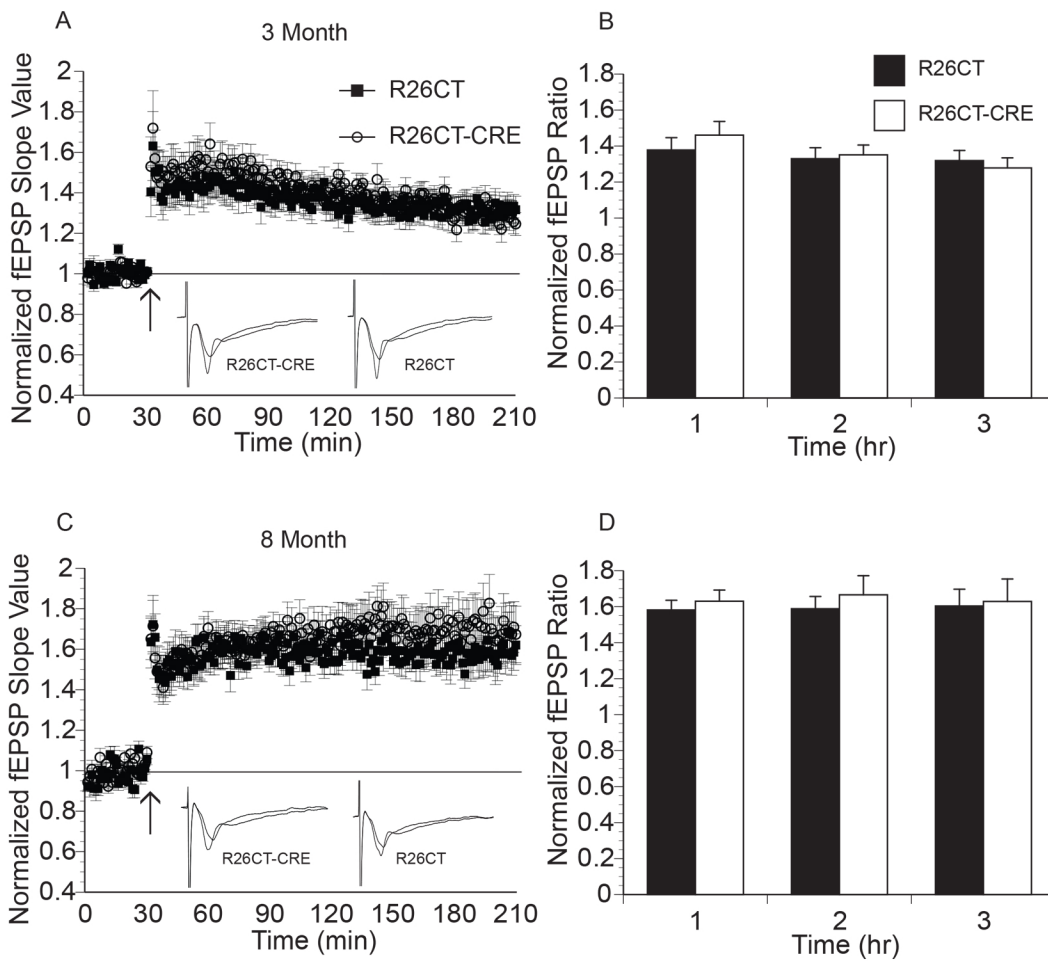 A
3 Month
Normalized fEPSP Slope Value
2
1.8
1.6
1.4
1.2
1
0.8
0.6
0.4
R26CT
R26CT-CRE
R26CT-CRE
R26CT
0
30
60
90
120
150
180
210
Time (min)
B
Normalized fEPSP Ratio
1.8
1.6
1.4
1.2
1
0.8
0.6
0.4
0.2
0
R26CT
R26CT-CRE
1
2
3
Time (hr)
C
8 Month
Normalized fEPSP Slope Value
2
1.8
1.6
1.4
1.2
1
0.8
0.6
0.4
R26CT-CRE
R26CT
0
30
60
90
120
150
180
210
Time (min)
D
Normalized fEPSP Ratio
1.8
1.6
1.4
1.2
1
0.8
0.6
0.4
0.2
0
1
2
3
Time (hr)